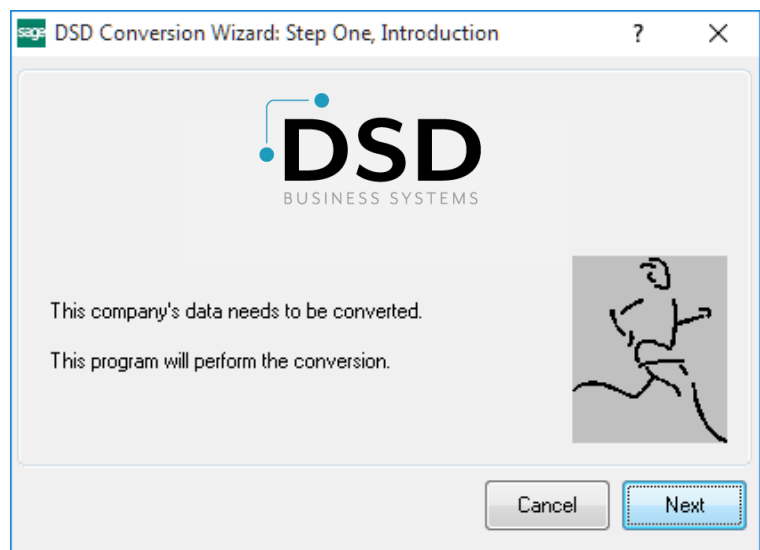 sage DSD Conversion Wizard: Step One, Introduction ? X
DSD
BUSINESS SYSTEMS
This company's data needs to be converted.
This program will perform the conversion.
Cancel Next